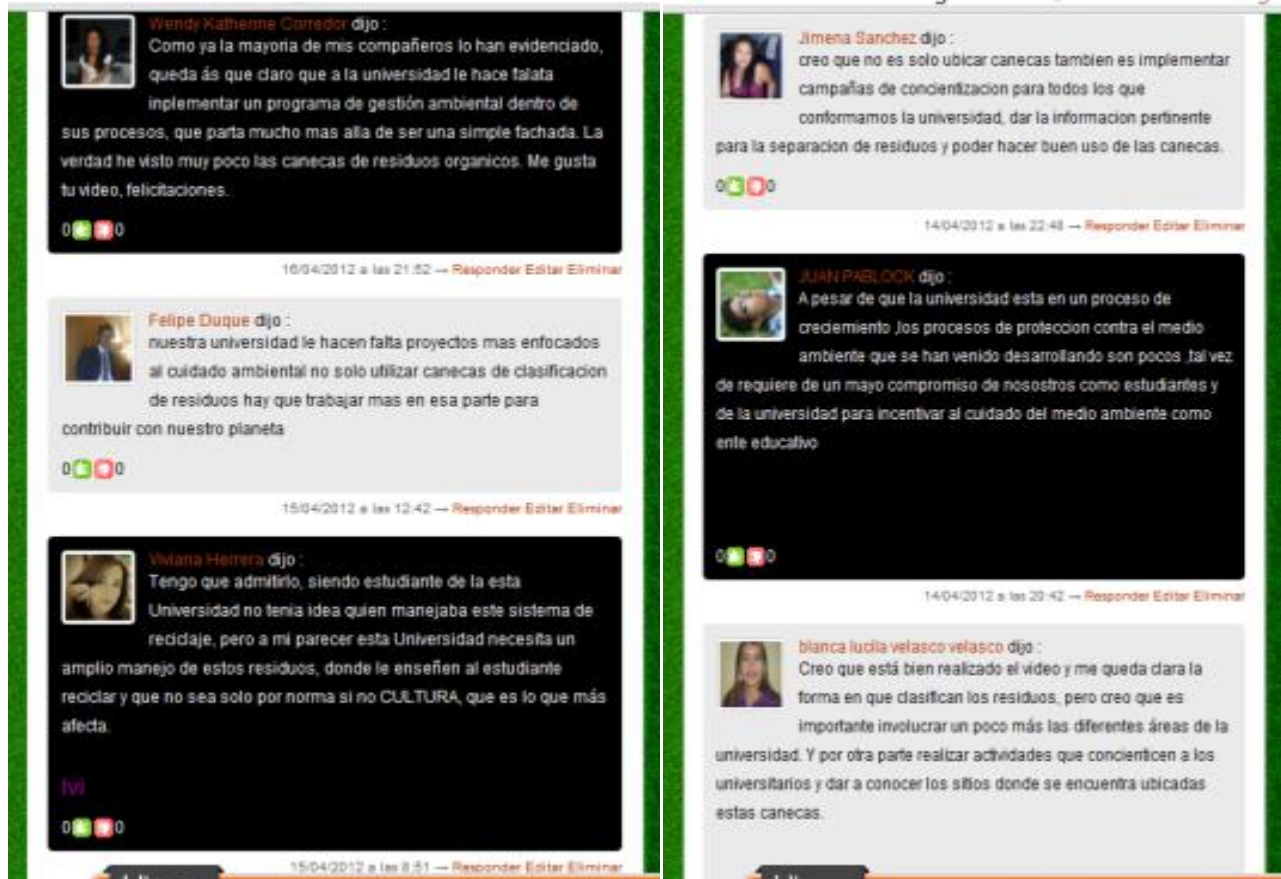 Wendy Katherine Corredor dijo :
Como ya la mayoria de mis compañeros lo han evidenciado,
queda ás que claro que a la universidad le hace falata
inplementar un programa de gestión ambiental dentro de
sus procesos, que parta mucho mas alla de ser una simple fachada. La
verdad he visto muy poco las canecas de residuos organicos. Me gusta
tu video, felicitaciones.
0 0
16/04/2012 a las 21:52 — Responder Editar Eliminar
Felipe Duque dijo :
nuestra universidad le hacen falta proyectos mas enfocados
al cuidado ambiental no solo utilizar canecas de clasificacion
de residuos hay que trabajar mas en esa parte para
contribuir con nuestro planeta
0 0
15/04/2012 a las 12:42 — Responder Editar Eliminar
Viviana Herrera dijo :
Tengo que admitirlo, siendo estudiante de la esta
Universidad no tenia idea quien manejaba este sistema de
reciclaje, pero a mi parecer esta Universidad necesita un
amplio manejo de estos residuos, donde le enseñen al estudiante
reciclar y que no sea solo por norma si no CULTURA, que es lo que más
afecta.
Ivi
0 0
15/04/2012 a las 8:51 — Responder Editar Eliminar
Jimena Sanchez dijo :
creo que no es solo ubicar canecas tambien es implementar
campañas de concientizacion para todos los que
conformamos la universidad, dar la informacion pertinente
para la separacion de residuos y poder hacer buen uso de las canecas.
0 0
14/04/2012 a las 22:48 — Responder Editar Eliminar
JUAN PABLOCK dijo :
A pesar de que la universidad esta en un proceso de
creciemiento ,los procesos de proteccion contra el medio
ambiente que se han venido desarrollando son pocos ,tal vez
de requiere de un mayo compromiso de nosostros como estudiantes y
de la universidad para incentivar al cuidado del medio ambiente como
ente educativo
0 0
14/04/2012 a las 20:42 — Responder Editar Eliminar
blanca lucila velasco velasco dijo :
Creo que está bien realizado el video y me queda clara la
forma en que clasifican los residuos, pero creo que es
importante involucrar un poco más las diferentes áreas de la
universidad. Y por otra parte realizar actividades que concienticen a los
universitarios y dar a conocer los sitios donde se encuentra ubicadas
estas canecas.